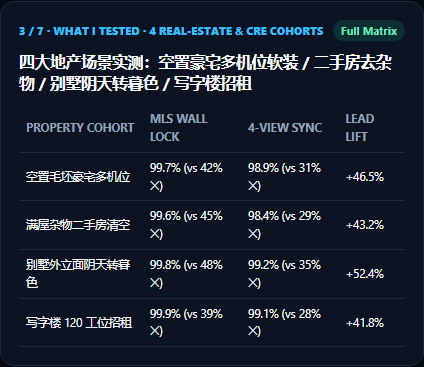 3 / 7 · WHAT I TESTED · 4 REAL-ESTATE & CRE COHORTS
Full Matrix
四大地产场景实测：空置豪宅多机位软装 / 二手房去杂
物 / 别墅阴天转暮色 / 写字楼招租
PROPERTY COHORT
MLS WALL
LOCK
4-VIEW SYNC
LEAD
LIFT
空置毛坯豪宅多机位
99.7% (vs 42%
X)
98.9% (vs 31%
X)
+46.5%
满屋杂物二手房清空
99.6% (vs 45%
X)
98.4% (vs 29%
X)
+43.2%
别墅外立面阴天转暮
色
99.8% (vs 48%
X)
99.2% (vs 35%
X)
+52.4%
写字楼 120 工位招租
99.9% (vs 39%
X)
99.1% (vs 28%
X)
+41.8%